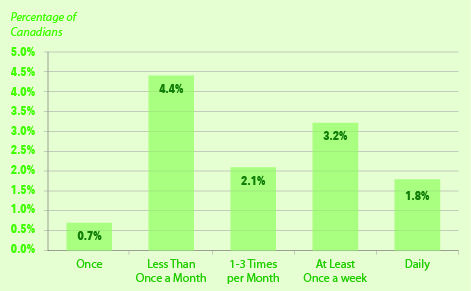 Percentage of
Canadians
5.0%
4.5%
4.0%
3.5%
3.0%
2.5%
2.0%
1.5%
1.0%
0.5%
0.0%
0.7%
4.4%
2.1%
3.2%
1.8%
Once
Less Than
Once a Month
1-3 Times
per Month
At Least
Once a week
Daily